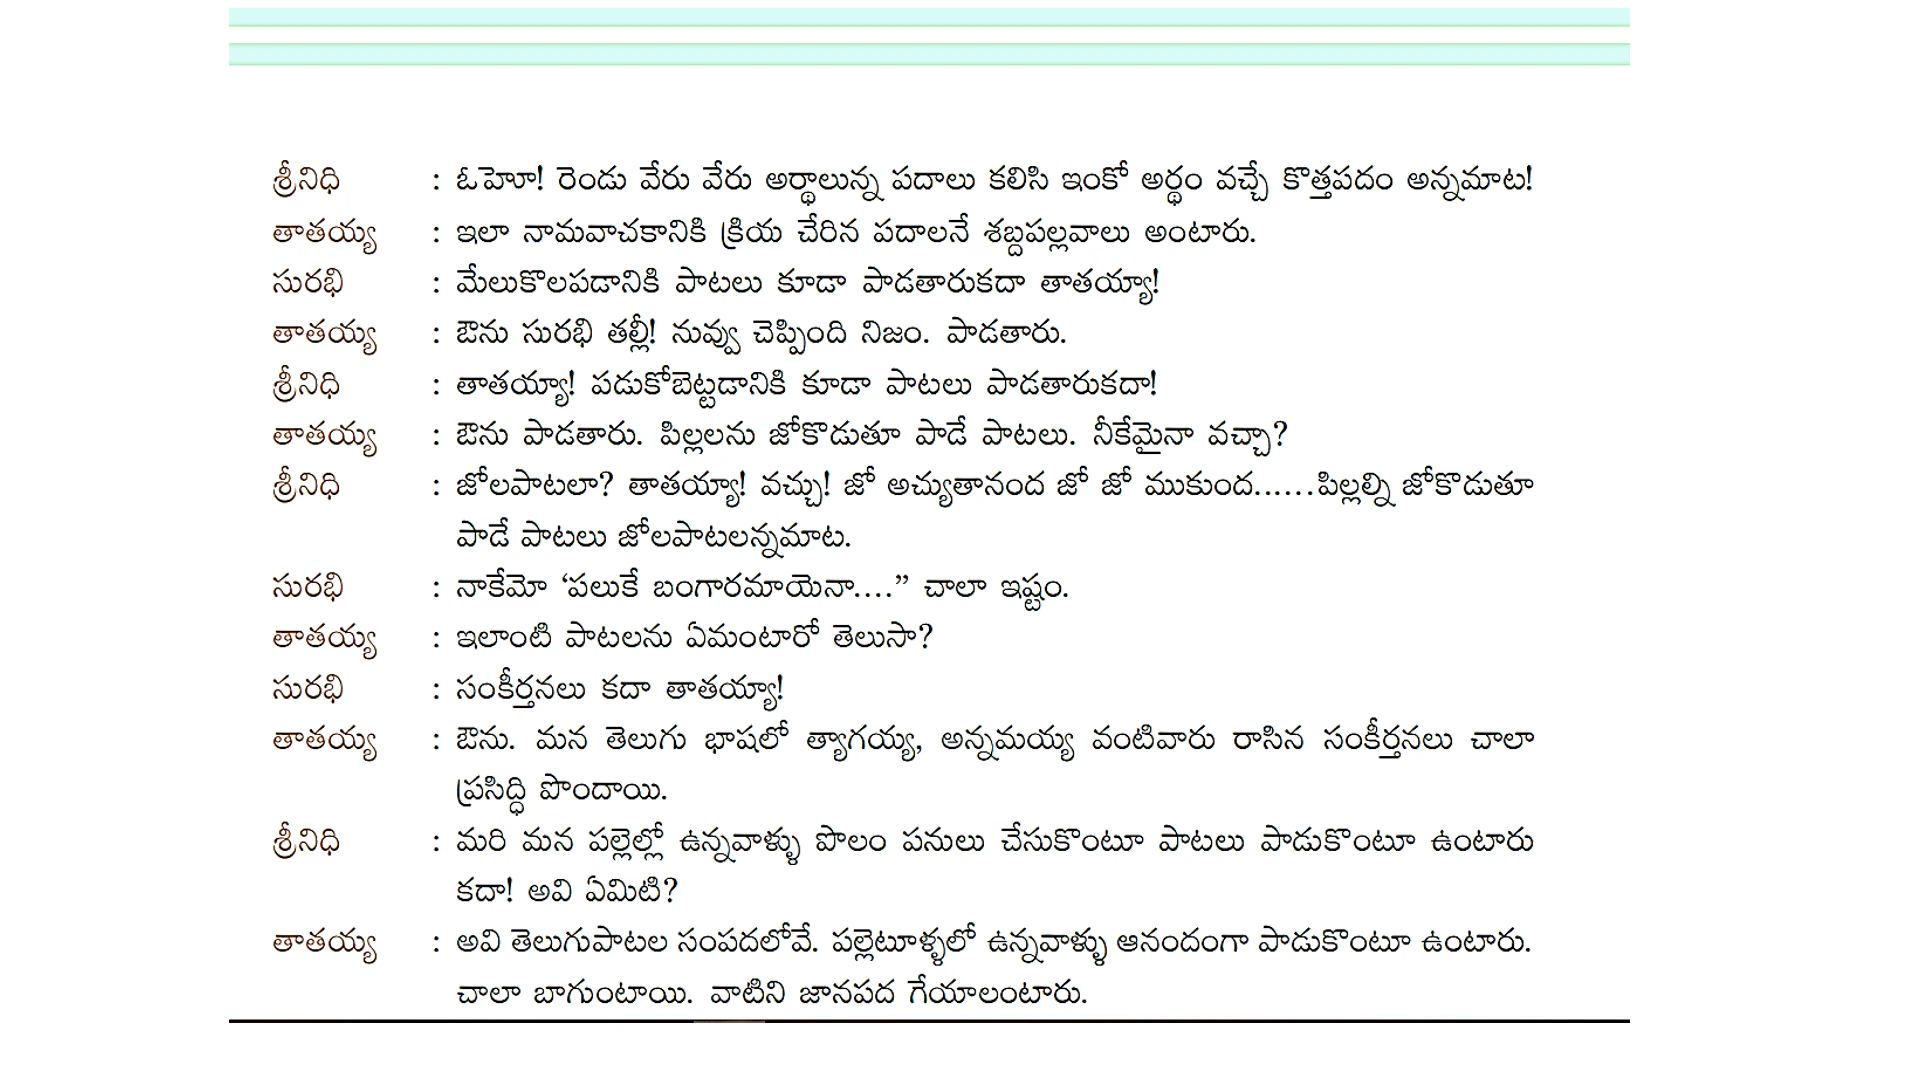 శ్రీనిధి : ఓహెూ! రెండు వేరు వేరు అర్థాలున్న పదాలు కలిసి ఇంకో అర్థం వచ్చే కొత్తపదం అన్నమాట!
తాతయ్య : ఇలా నామవాచకానికి క్రియ చేరిన పదాలనే శబ్దపల్లవాలు అంటారు.
సురభి : మేలుకొలపడానికి పాటలు కూడా పాడతారుకదా తాతయ్యా!
తాతయ్య : ఔను సురభి తల్లీ! నువ్వు చెప్పింది నిజం. పాడతారు.
శ్రీనిధి : తాతయ్యా! పడుకోబెట్టడానికి కూడా పాటలు పాడతారుకదా!
తాతయ్య : ఔను పాడతారు. పిల్లలను జోకొడుతూ పాడే పాటలు. నీకేమైనా వచ్చా?
శ్రీనిధి : జోలపాటలా? తాతయ్యా! వచ్చు! జో అచ్యుతానంద జో జో ముకుంద......పిల్లల్ని జోకొడుతూ
పాడే పాటలు జోలపాటలన్నమాట.
సురభి : నాకేమో ‘పలుకే బంగారమాయెనా....” చాలా ఇష్టం.
తాతయ్య : ఇలాంటి పాటలను ఏమంటారో తెలుసా?
సురభి : సంకీర్తనలు కదా తాతయ్యా!
తాతయ్య : ఔను. మన తెలుగు భాషలో త్యాగయ్య, అన్నమయ్య వంటివారు రాసిన సంకీర్తనలు చాలా
ప్రసిద్ధి పొందాయి.
శ్రీనిధి : మరి మన పల్లెల్లో ఉన్నవాళ్ళు పొలం పనులు చేసుకొంటూ పాటలు పాడుకొంటూ ఉంటారు
కదా! అవి ఏమిటి?
తాతయ్య : అవి తెలుగుపాటల సంపదలోవే. పల్లెటూళ్ళలో ఉన్నవాళ్ళు ఆనందంగా పాడుకొంటూ ఉంటారు.
చాలా బాగుంటాయి. వాటిని జానపద గేయాలంటారు.